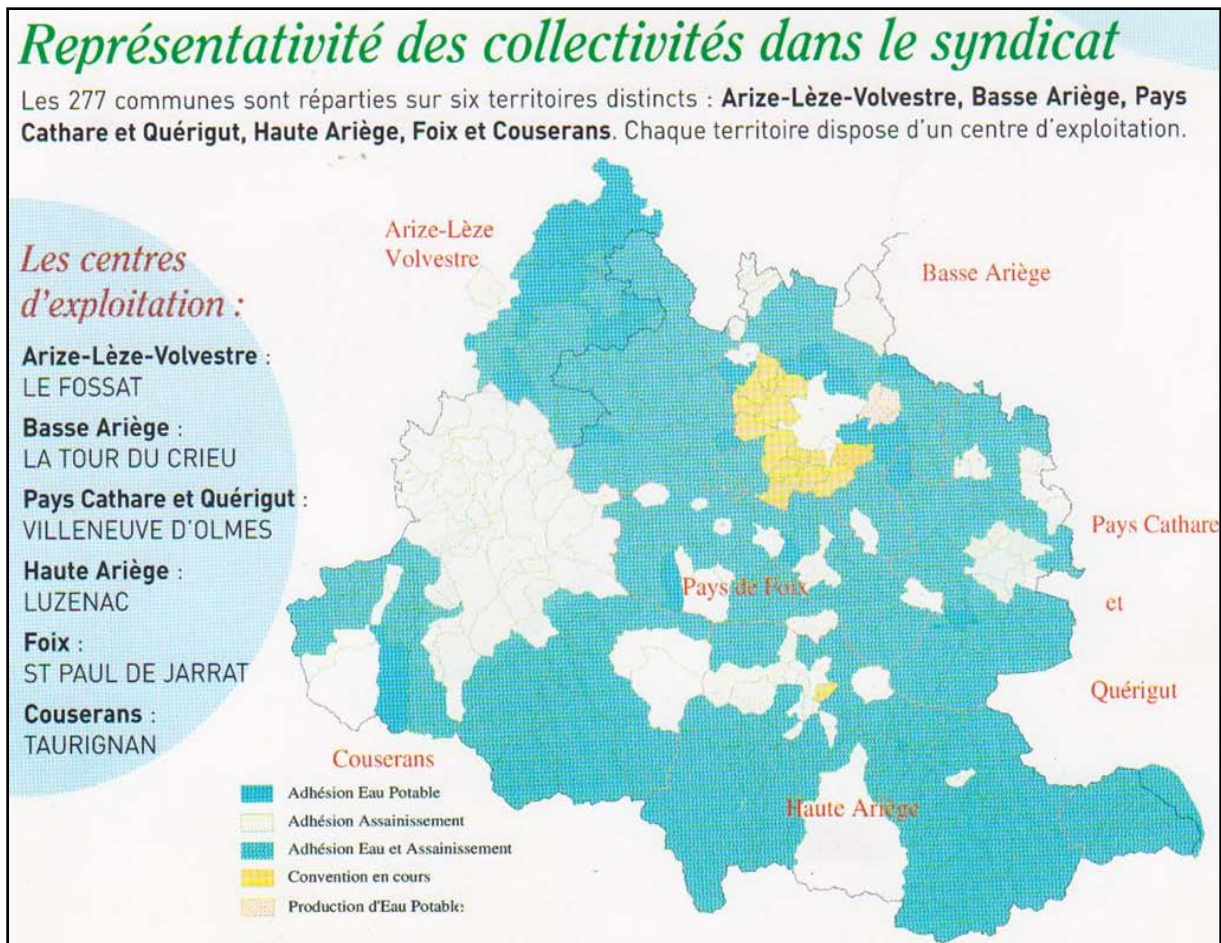 Représentativité des collectivités dans le syndicat
Les 277 communes sont réparties sur six territoires distincts : Arize-Lèze-Volvestre, Basse Ariège, Pays
Cathare et Quérigut, Haute Ariège, Foix et Couserans. Chaque territoire dispose d'un centre d'exploitation.
Les centres
d'exploitation :
Arize-Lèze-Volvestre :
LE FOSSAT
Basse Ariège :
LA TOUR DU CRIEU
Pays Cathare et Quérigut :
VILLENEUVE D'OLMES
Haute Ariège :
LUZENAC
Foix :
ST PAUL DE JARRAT
Couserans :
TAURIGNAN
Arize-Lèze
Volvestre
Basse Ariège
Pays Cathare
et
Quérigut
Pays de Foix
Couserans
Haute Ariège
Adhésion Eau Potable
Adhésion Assainissement
Adhésion Eau et Assainissement
Convention en cours
Production d'Eau Potable: